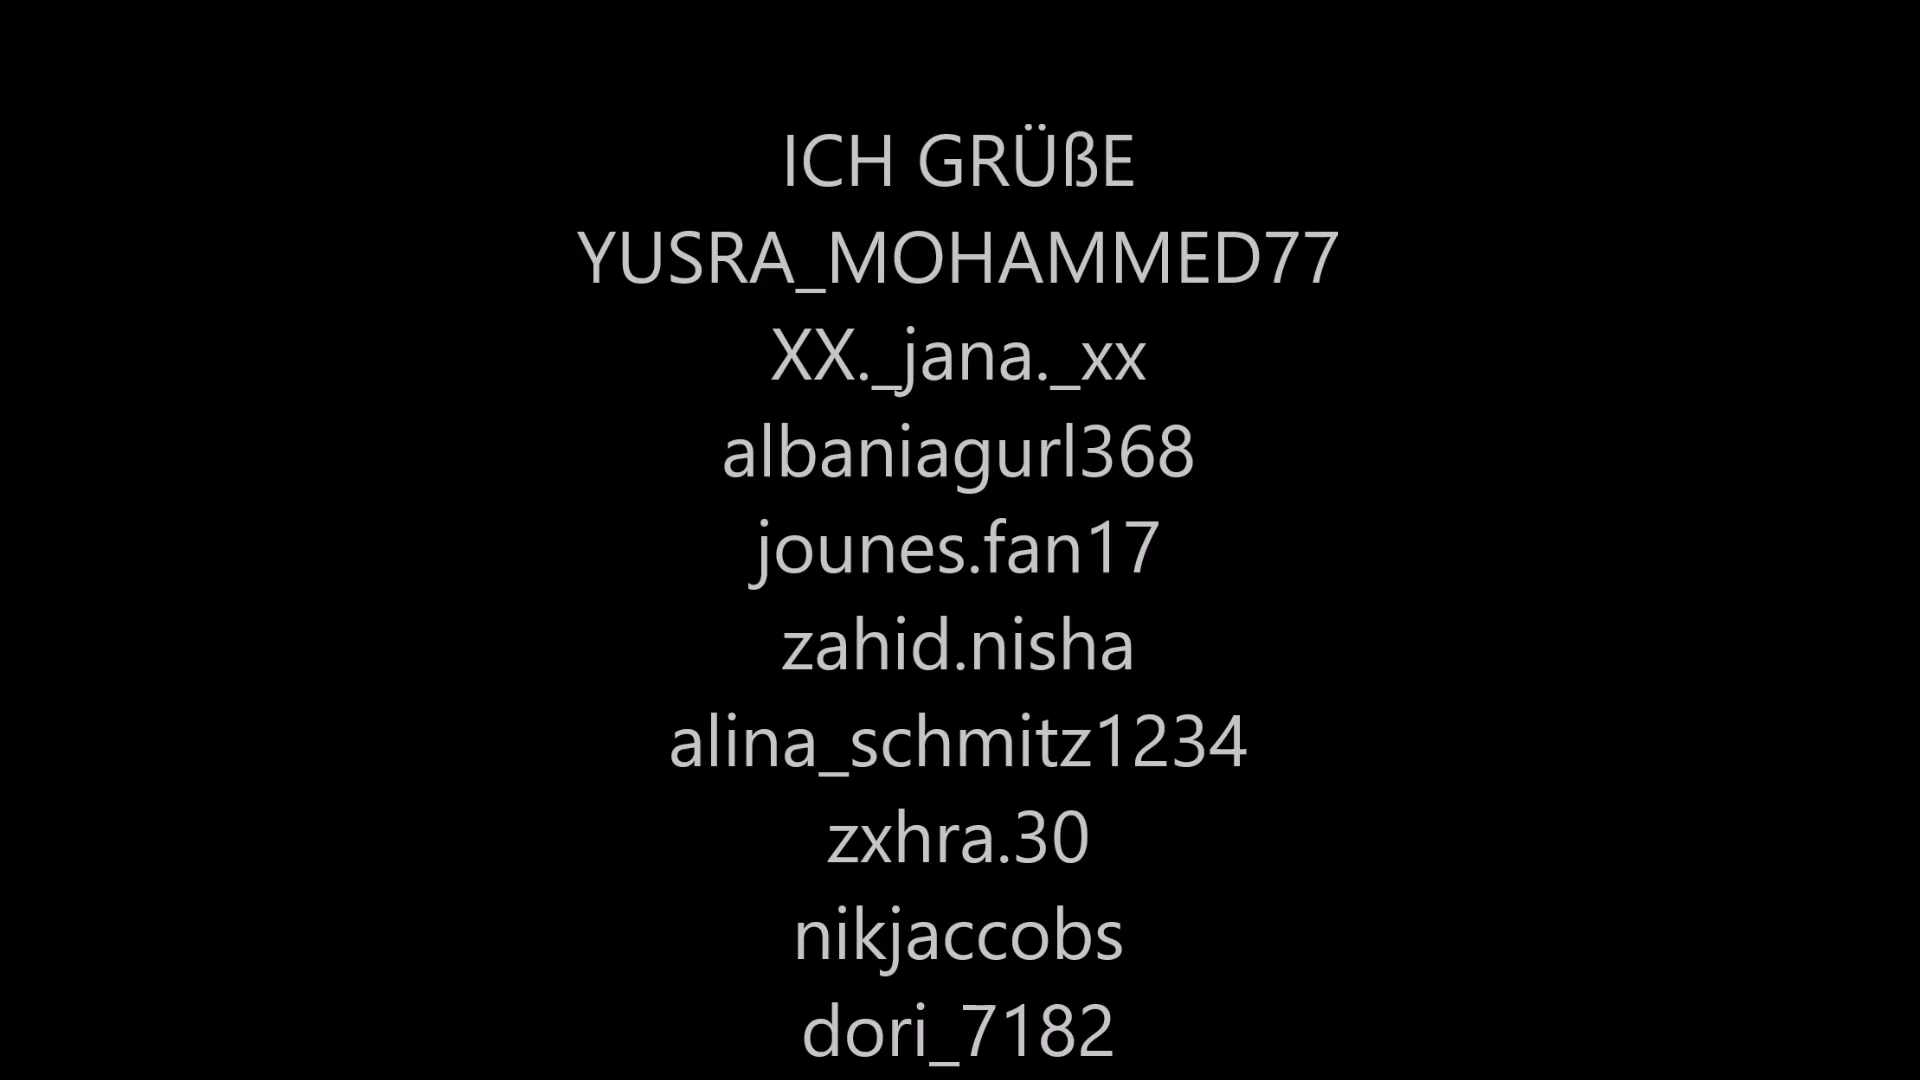 ICH GRÜßE
YUSRA_MOHAMMED77
XX._jana._xx
albaniagurl368
jounes.fan17
zahid.nisha
alina_schmitz1234
zxhra.30
nikjaccobs
dori_7182